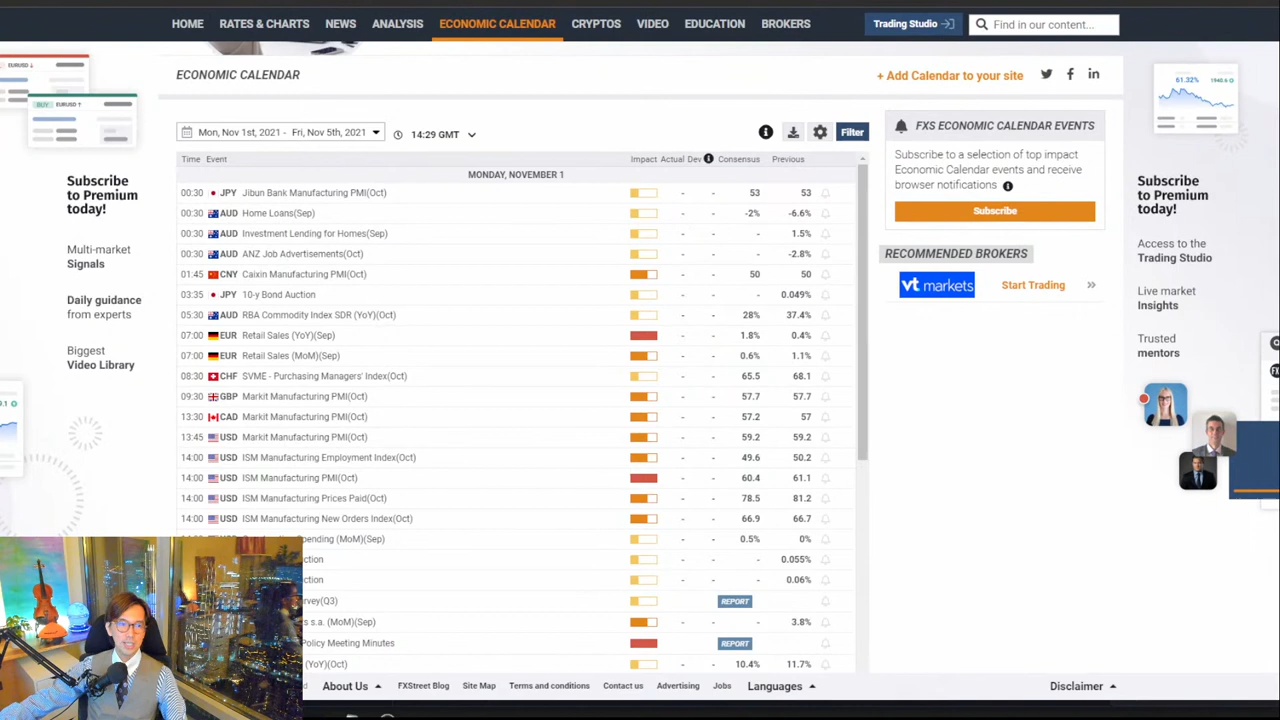 HOME RATES & CHARTS NEWS ANALYSIS ECONOMIC CALENDAR CRYPTOS VIDEO EDUCATION BROKERS Trading Studio Find in our content...
ECONOMIC CALENDAR + Add Calendar to your site
EURUSD
BUY EURUSD
61.32% 1940.6
Mon, Nov 1st, 2021 - Fri, Nov 5th, 2021 14:29 GMT Filter
Time Event Impact Actual Dev Consensus Previous
MONDAY, NOVEMBER 1
00:30 JPY Jibun Bank Manufacturing PMI(Oct) - - 53 53
00:30 AUD Home Loans(Sep) - - -2% -6.6%
00:30 AUD Investment Lending for Homes(Sep) - - - 1.5%
00:30 AUD ANZ Job Advertisements(Oct) - - - -2.8%
01:45 CNY Caixin Manufacturing PMI(Oct) - - 50 50
03:35 JPY 10-y Bond Auction - - - 0.049%
05:30 AUD RBA Commodity Index SDR (YoY)(Oct) - - 28% 37.4%
07:00 EUR Retail Sales (YoY)(Sep) - - 1.8% 0.4%
07:00 EUR Retail Sales (MoM)(Sep) - - 0.6% 1.1%
08:30 CHF SVME - Purchasing Managers' Index(Oct) - - 65.5 68.1
09:30 GBP Markit Manufacturing PMI(Oct) - - 57.7 57.7
13:30 CAD Markit Manufacturing PMI(Oct) - - 57.2 57
13:45 USD Markit Manufacturing PMI(Oct) - - 59.2 59.2
14:00 USD ISM Manufacturing Employment Index(Oct) - - 49.6 50.2
14:00 USD ISM Manufacturing PMI(Oct) - - 60.4 61.1
14:00 USD ISM Manufacturing Prices Paid(Oct) - - 78.5 81.2
14:00 USD ISM Manufacturing New Orders Index(Oct) - - 66.9 66.7
(MoM)(Sep) - - 0.5% 0%
- - - 0.055%
- - - 0.06%
(Q3) REPORT
s.a. (MoM)(Sep) - - - 3.8%
Policy Meeting Minutes REPORT
(YoY)(Oct) - - 10.4% 11.7%
FXS ECONOMIC CALENDAR EVENTS
Subscribe to a selection of top impact
Economic Calendar events and receive
browser notifications
Subscribe
RECOMMENDED BROKERS
vt markets Start Trading
Subscribe
to Premium
today!
Multi-market
Signals
Daily guidance
from experts
Biggest
Video Library
Subscribe
to Premium
today!
Access to the
Trading Studio
Live market
Insights
Trusted
mentors
About Us FXStreet Blog Site Map Terms and conditions Contact us Advertising Jobs Languages Disclaimer